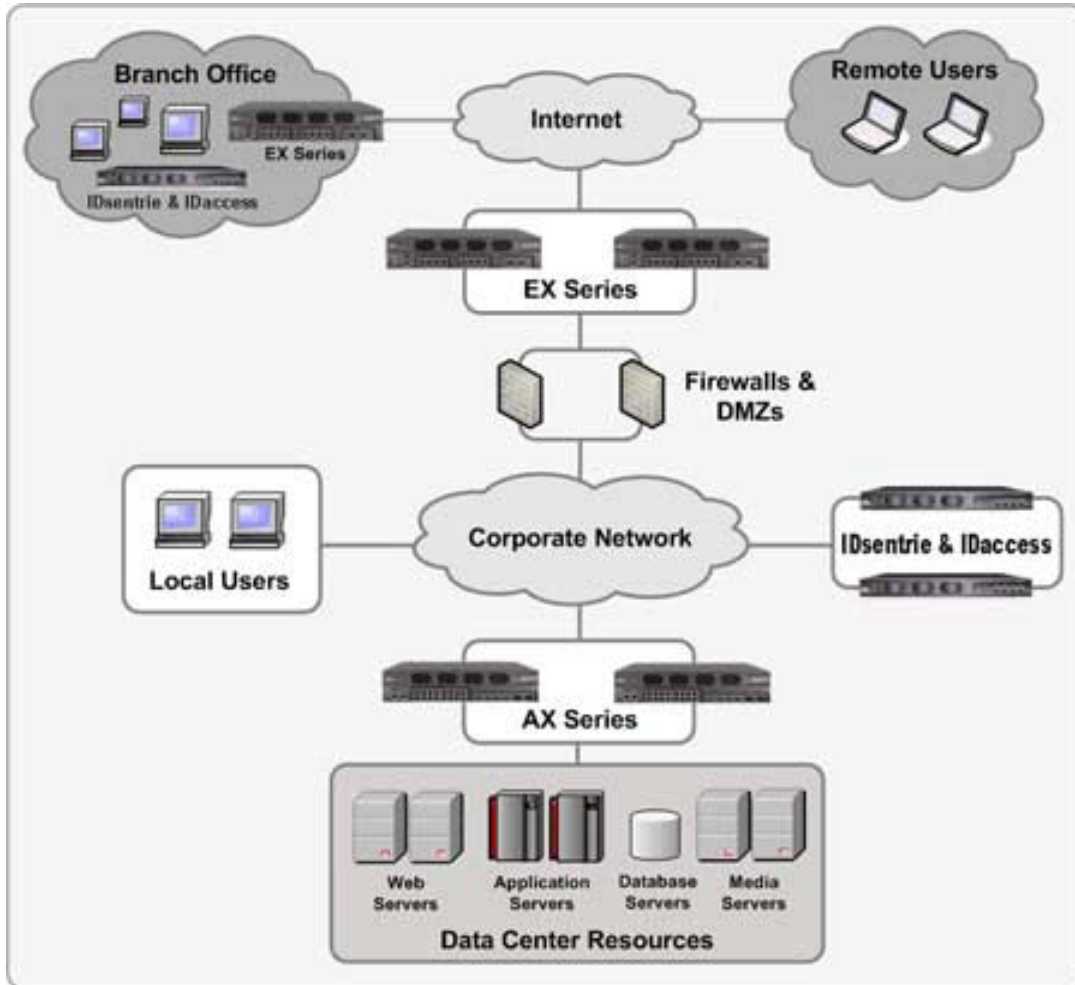 Branch Office
EX Series
IDsentrie & IDaccess
Internet
Remote Users
EX Series
Firewalls &
DMZs
Local Users
Corporate Network
IDsentrie & IDaccess
AX Series
Web
Servers
Application
Servers
Database
Servers
Media
Servers
Data Center Resources